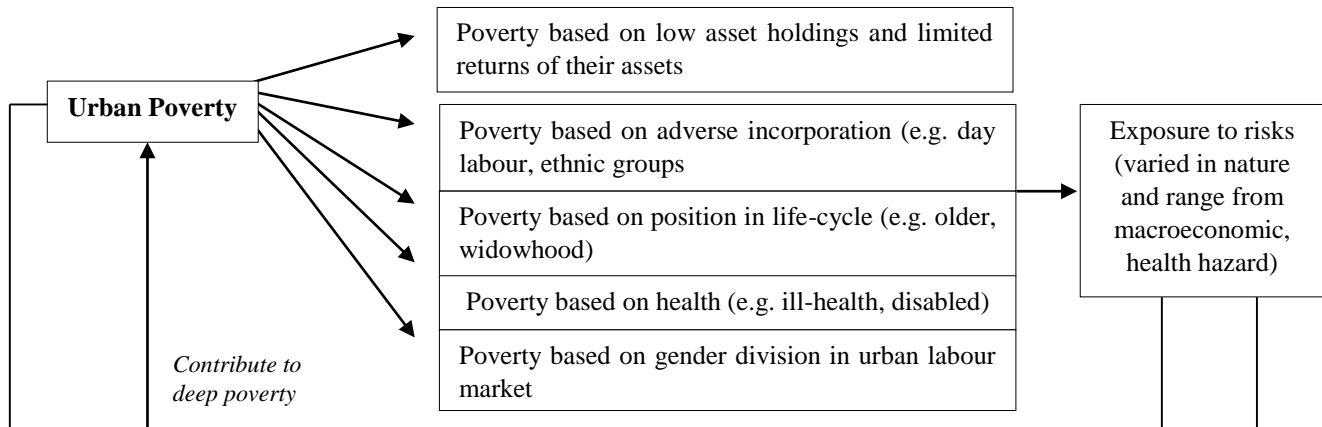 Poverty based on low asset holdings and limited
returns of their assets
Urban Poverty
Poverty based on adverse incorporation (e.g. day
labour, ethnic groups
Poverty based on position in life-cycle (e.g. older,
widowhood)
Poverty based on health (e.g. ill-health, disabled)
Poverty based on gender division in urban labour
market
Exposure to risks
(varied in nature
and range from
macroeconomic,
health hazard)
Contribute to
deep poverty